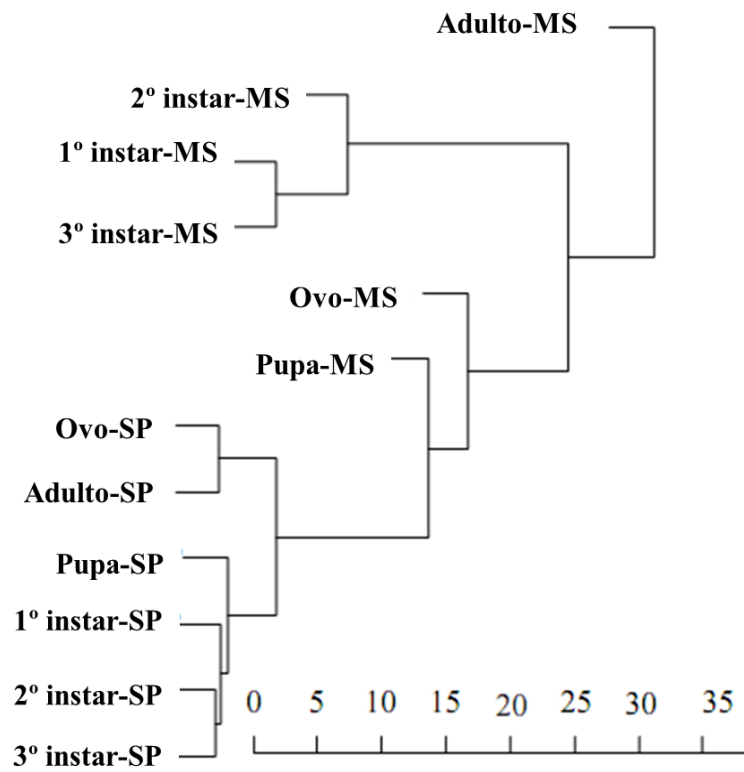 Adulto-MS
2º instar-MS
1º instar-MS
3º instar-MS
Ovo-MS
Pupa-MS
Ovo-SP
Adulto-SP
Pupa-SP
1º instar-SP
2º instar-SP
3º instar-SP
0 5 10 15 20 25 30 35